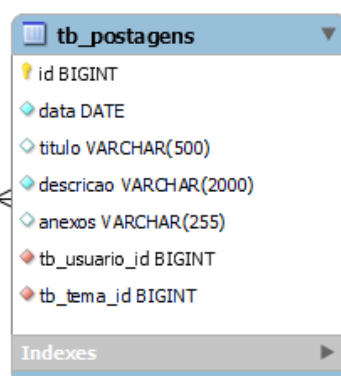 tb_postagens
id BIGINT
data DATE
titulo VARCHAR(500)
descricao VARCHAR(2000)
anexos VARCHAR(255)
tb_usuario_id BIGINT
tb_tema_id BIGINT
Indexes